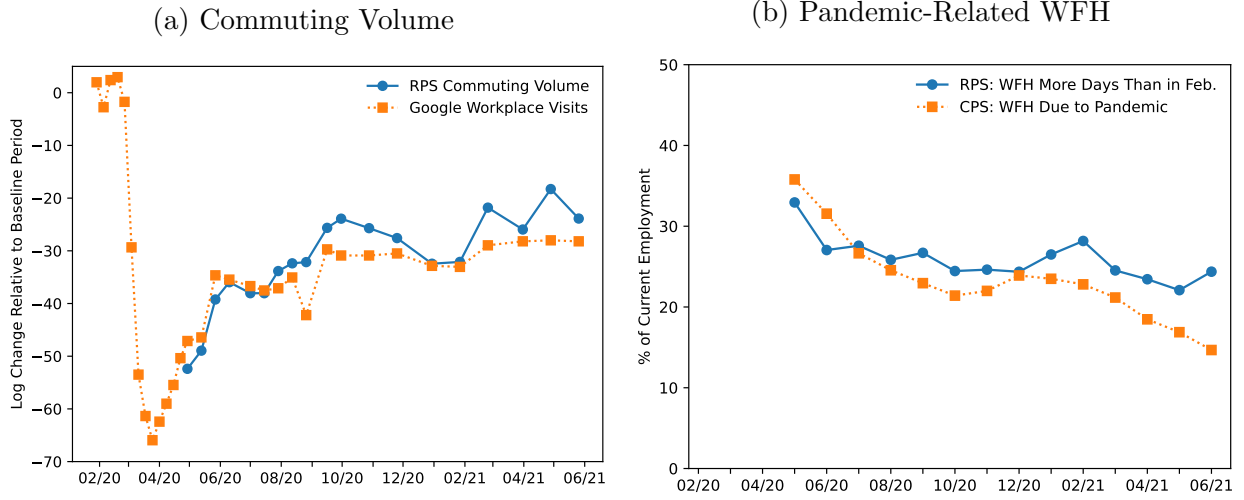 (a) Commuting Volume
Log Change Relative to Baseline Period
0
−10
−20
−30
−40
−50
−60
−70
RPS Commuting Volume
Google Workplace Visits
02/20 04/20 06/20 08/20 10/20 12/20 02/21 04/21 06/21
(b) Pandemic-Related WFH
% of Current Employment
50
40
30
20
10
0
RPS: WFH More Days Than in Feb.
CPS: WFH Due to Pandemic
02/20 04/20 06/20 08/20 10/20 12/20 02/21 04/21 06/21